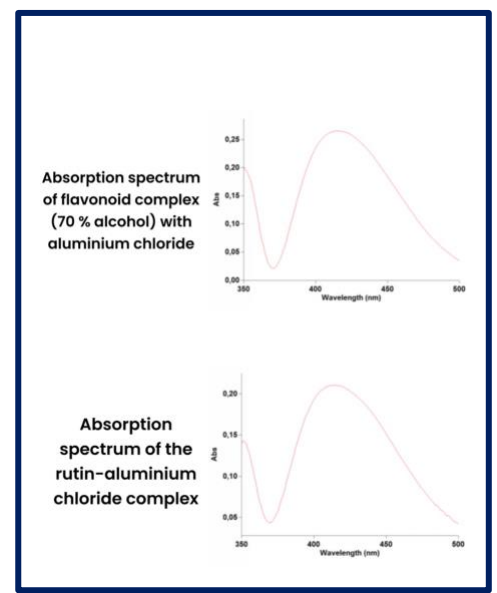 Absorption spectrum
of flavonoid complex
(70 % alcohol) with
aluminium chloride
Abs
0,25
0,20
0,15
0,10
0,05
0,00
350
400
450
500
Wavelength (nm)
Absorption
spectrum of the
rutin-aluminium
chloride complex
Abs
0,20
0,15
0,10
0,05
350
400
450
500
Wavelength (nm)